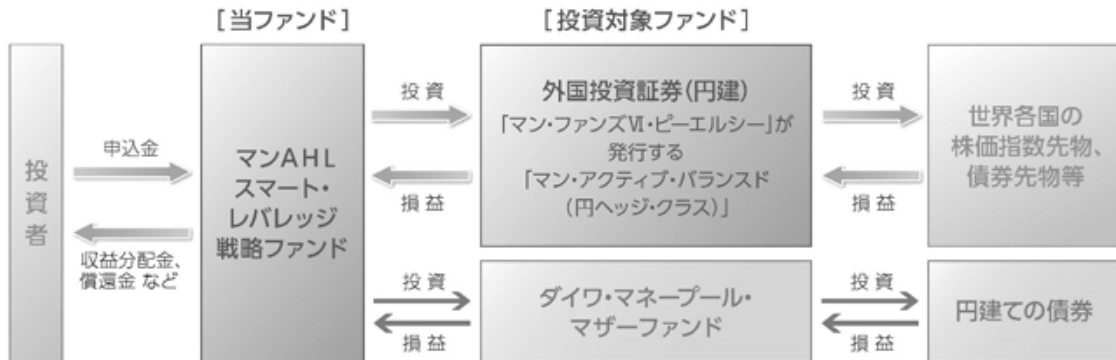 [当ファンド]
[投資対象ファンド]
投資者
申込金
収益分配金、
償還金 など
マンAHL
スマート・
レバレッジ
戦略ファンド
投資
損益
外国投資証券(円建)
「マン・ファンズⅥ・ピーエルシー」が
発行する
「マン・アクティブ・バランスド
(円ヘッジ・クラス)」
投資
損益
世界各国の
株価指数先物、
債券先物等
投資
損益
ダイワ・マネープール・
マザーファンド
投資
損益
円建ての債券